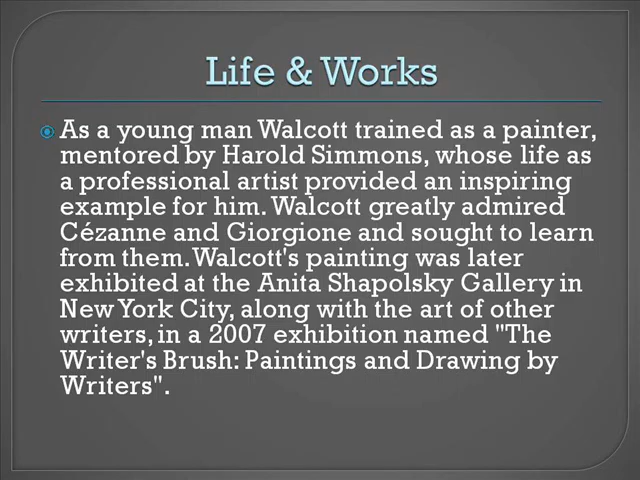 Life & Works
As a young man Walcott trained as a painter,
mentored by Harold Simmons, whose life as
a professional artist provided an inspiring
example for him. Walcott greatly admired
Cézanne and Giorgione and sought to learn
from them. Walcott's painting was later
exhibited at the Anita Shapolsky Gallery in
New York City, along with the art of other
writers, in a 2007 exhibition named "The
Writer's Brush: Paintings and Drawing by
Writers".